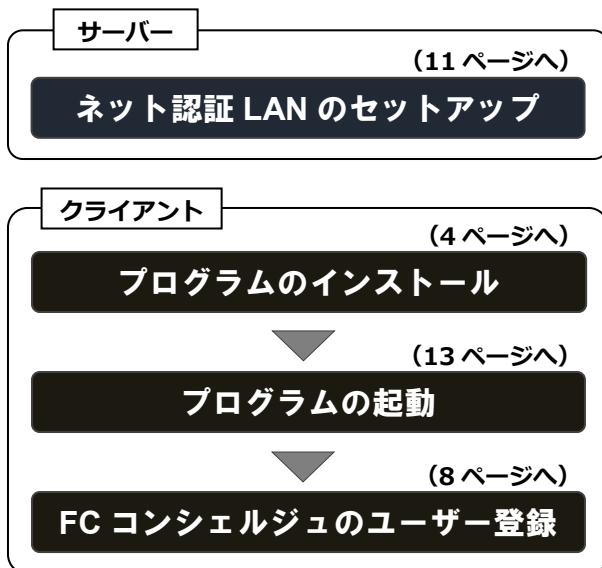 サーバー
（11 ページへ）
ネット認証 LAN のセットアップ
クライアント
（4 ページへ）
プログラムのインストール
（13 ページへ）
プログラムの起動
（8 ページへ）
FC コンシェルジュのユーザー登録